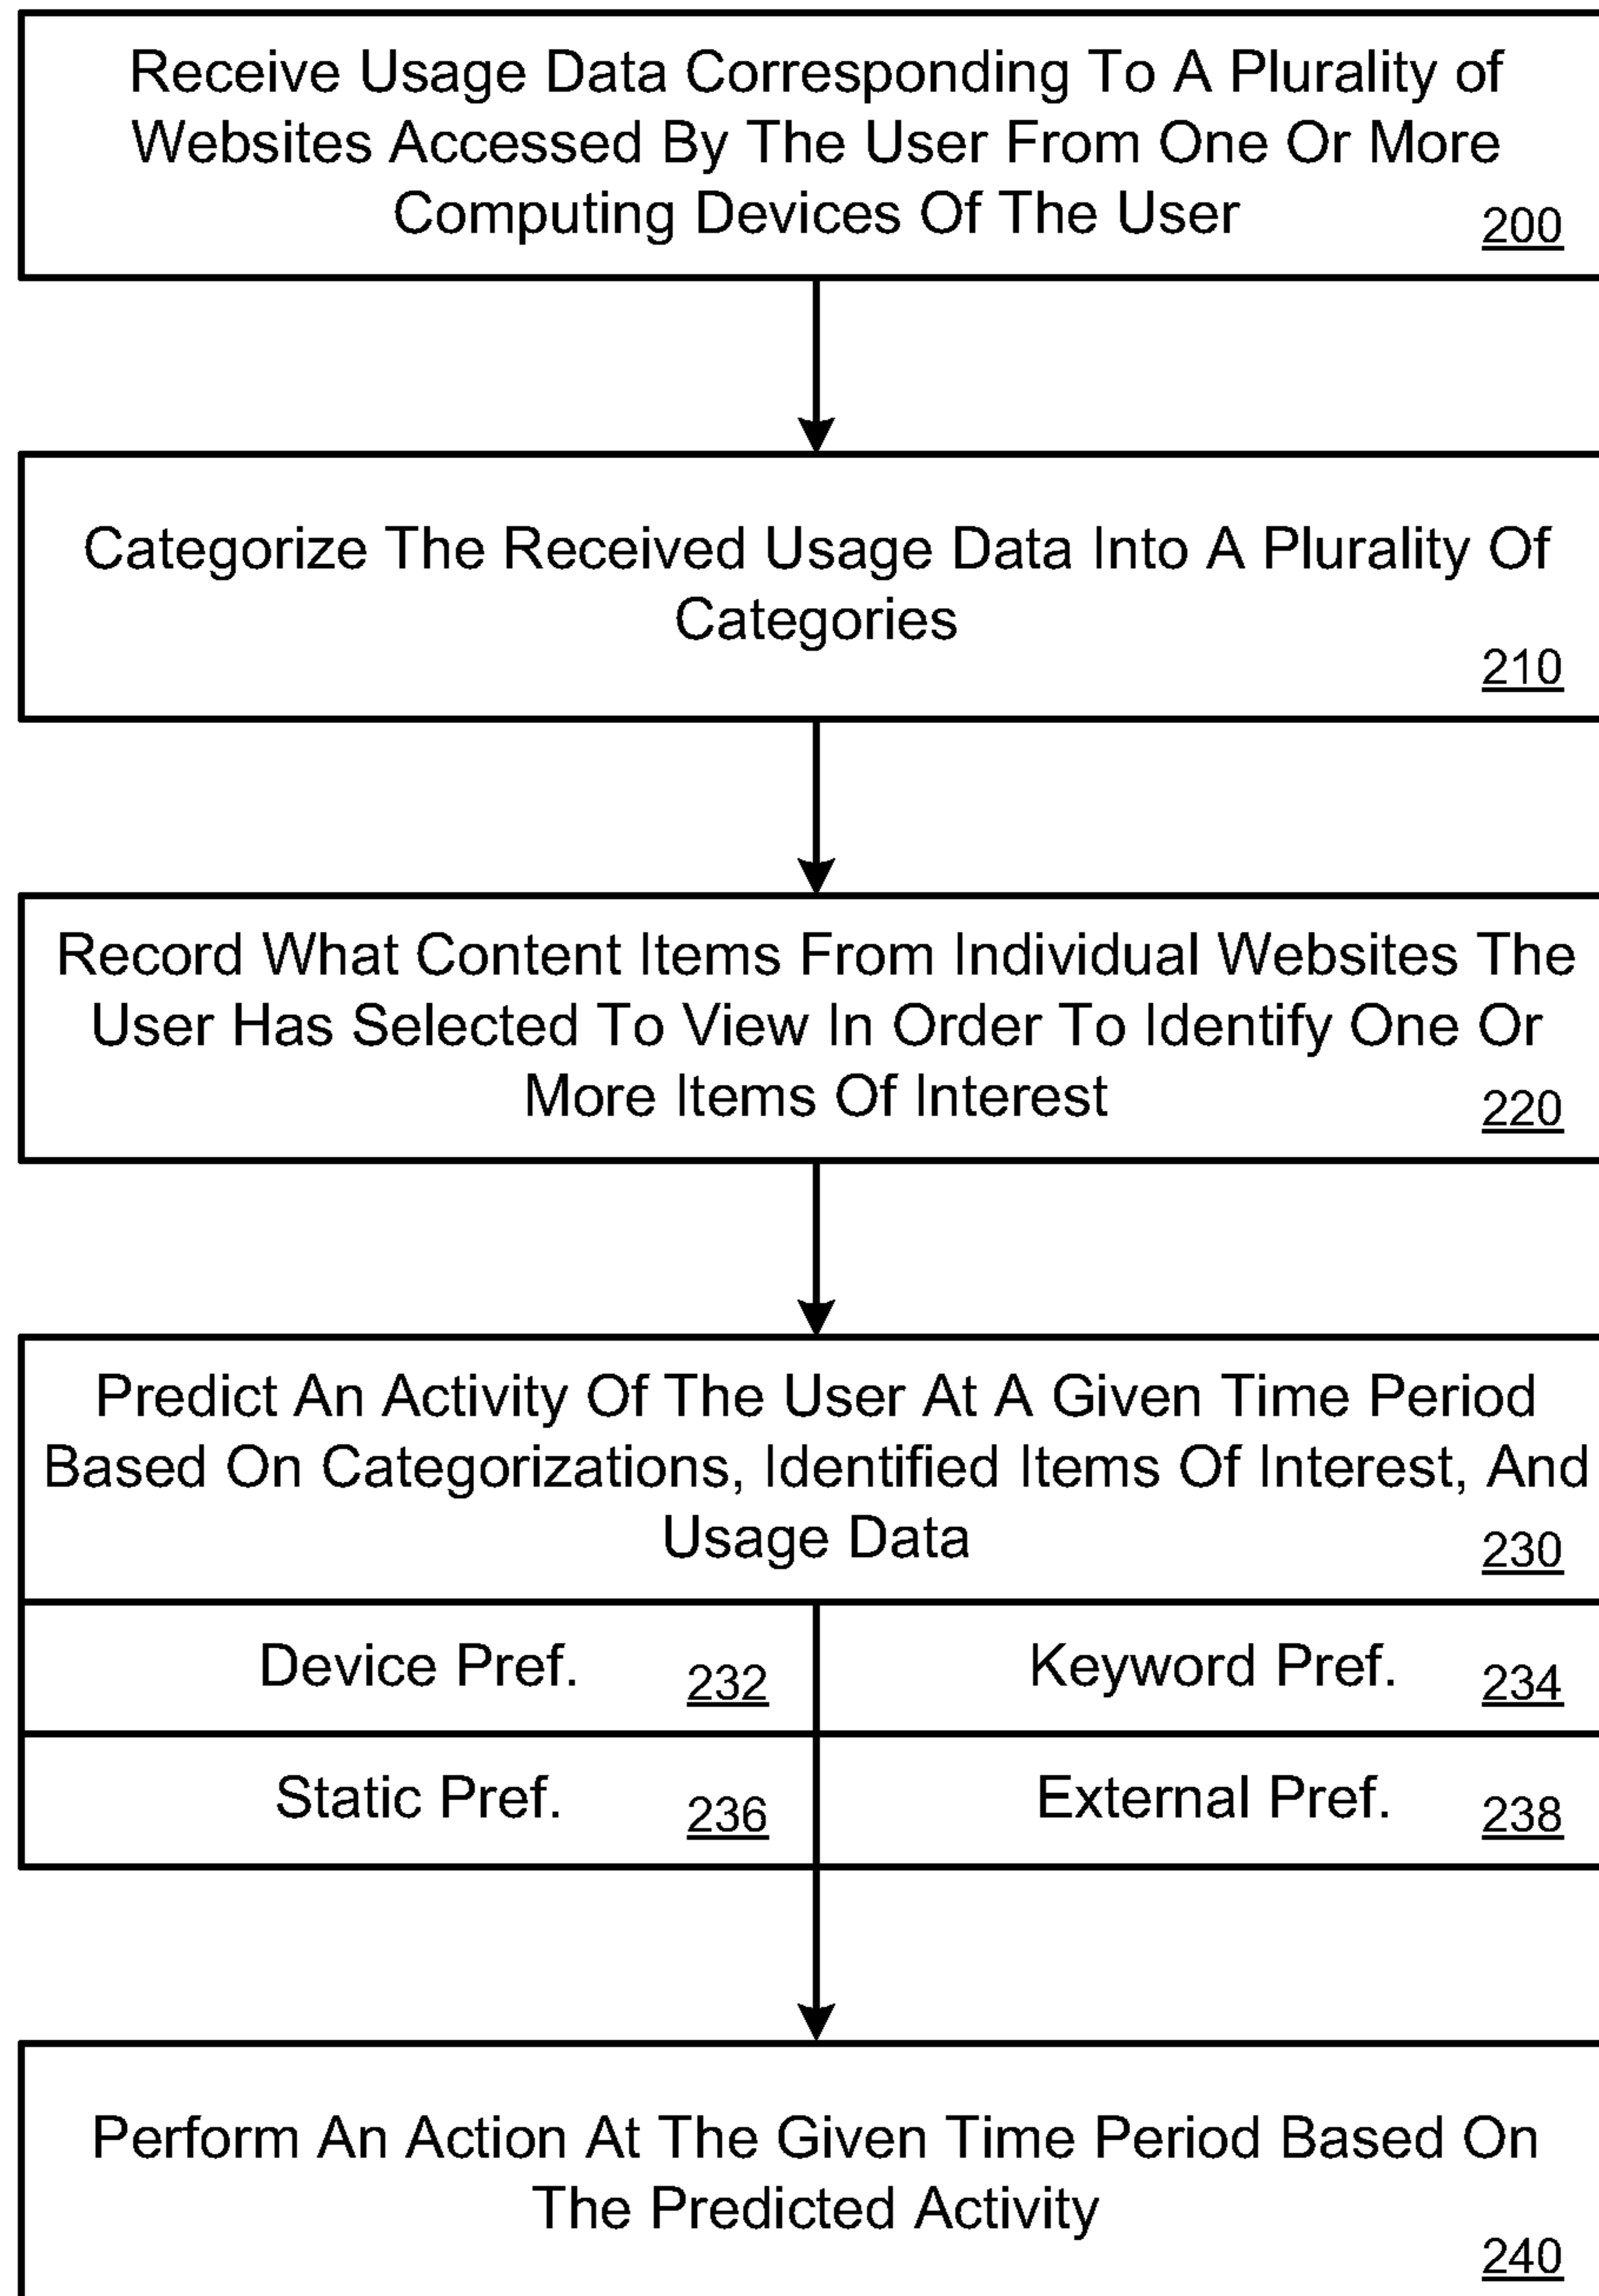 Receive Usage Data Corresponding To A Plurality of
Websites Accessed By The User From One Or More
Computing Devices Of The User
200
Categorize The Received Usage Data Into A Plurality Of
Categories
210
Record What Content Items From Individual Websites The
User Has Selected To View In Order To Identify One Or
More Items Of Interest
220
Predict An Activity Of The User At A Given Time Period
Based On Categorizations, Identified Items Of Interest, And
Usage Data
230
Device Pref. 232
Keyword Pref. 234
Static Pref. 236
External Pref. 238
Perform An Action At The Given Time Period Based On
The Predicted Activity
240